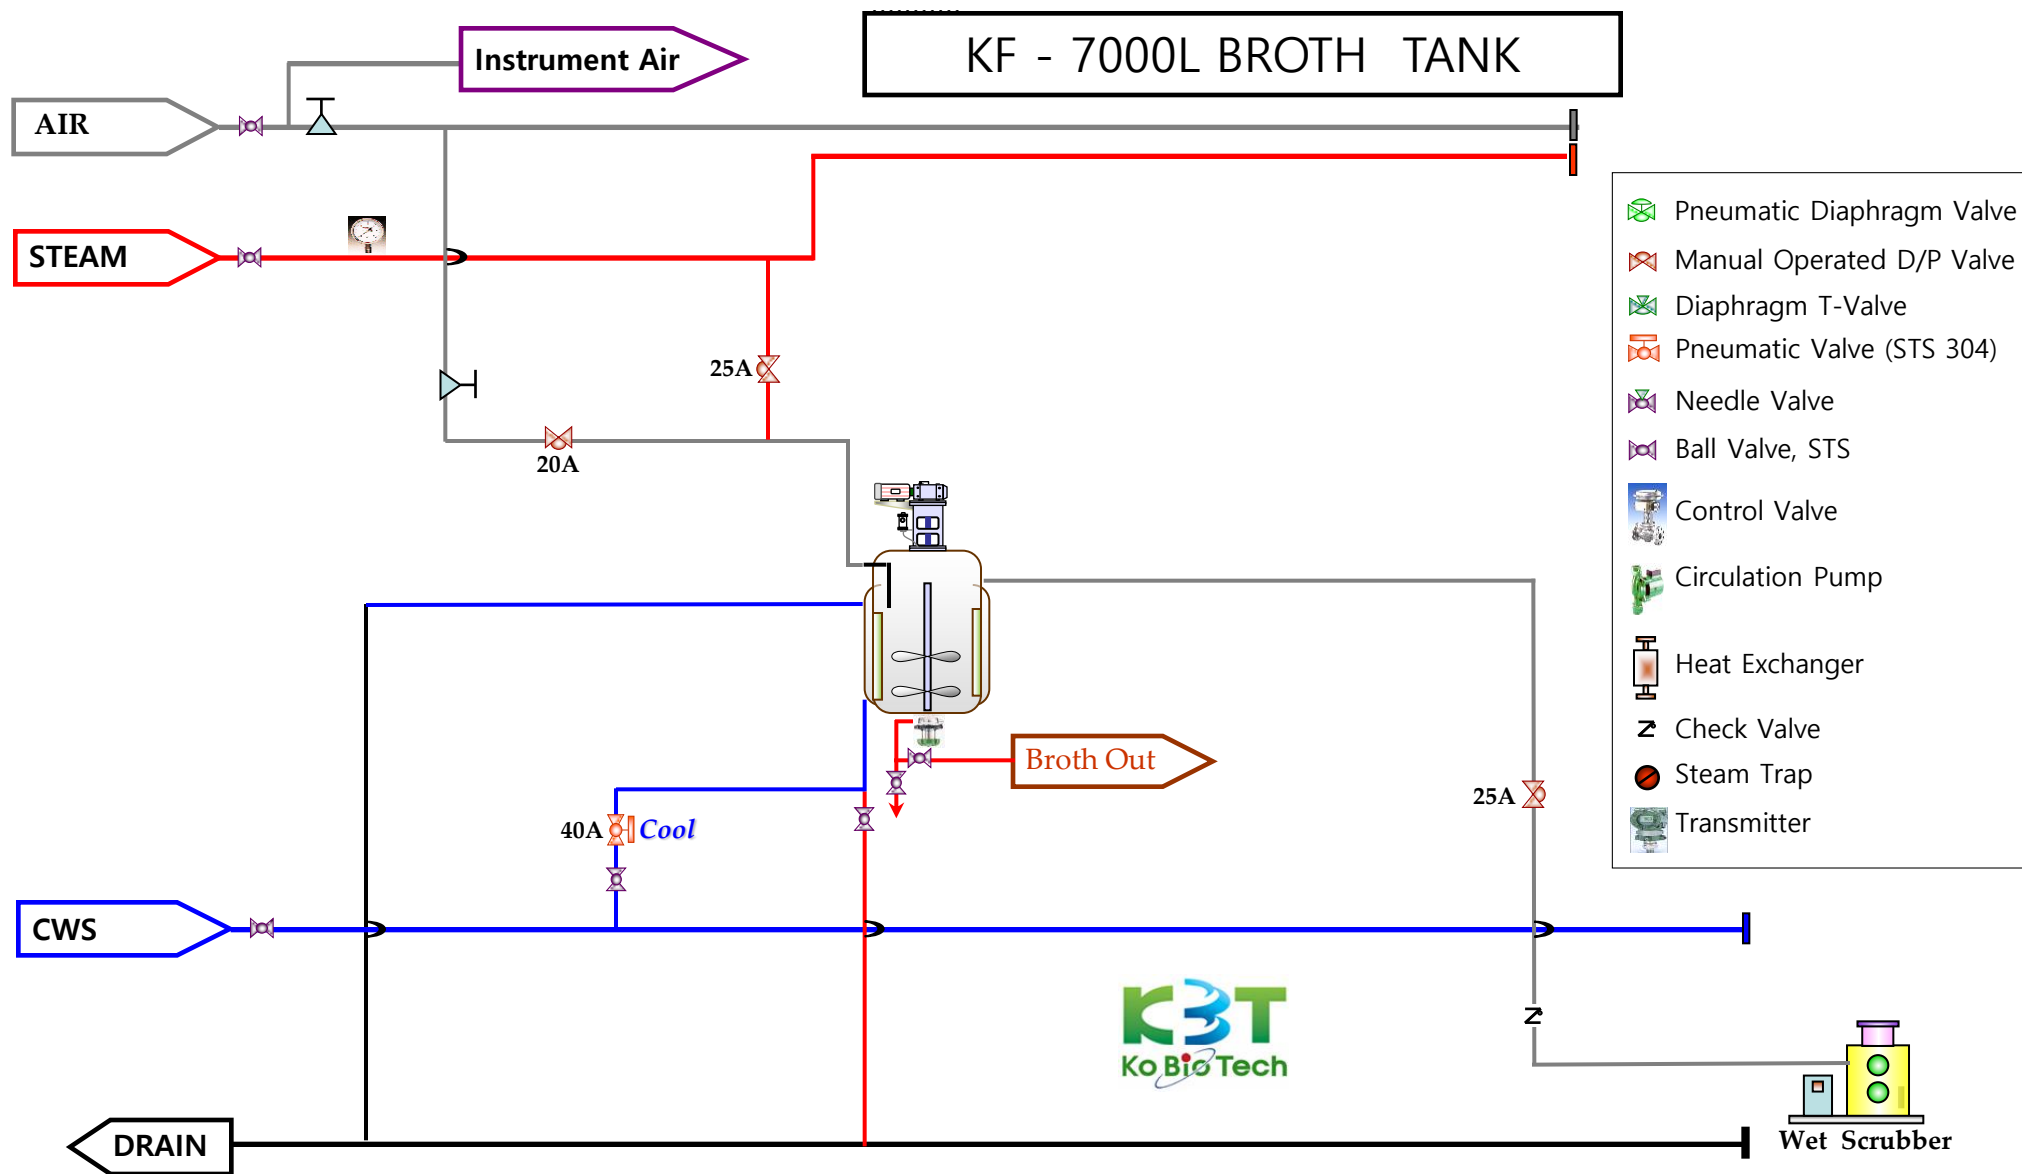 KF - 7000L BROTH TANK
Instrument Air
AIR
STEAM
Pneumatic Diaphragm Valve
Manual Operated D/P Valve
Diaphragm T-Valve
Pneumatic Valve (STS 304)
Needle Valve
Ball Valve, STS
Control Valve
Circulation Pump
Heat Exchanger
Check Valve
Steam Trap
Transmitter
25A
20A
Broth Out
25A
40A
Cool
CWS
KBT
Ko Bio Tech
DRAIN
Wet Scrubber